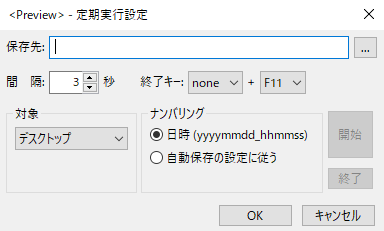 <Preview> - 定期実行設定
保存先: ...
間　隔: 3 秒 終了キー: none + F11
対象
デスクトップ
ナンバリング
日時 (yyyymmdd_hhmmss)
自動保存の設定に従う
開始
終了
OK キャンセル